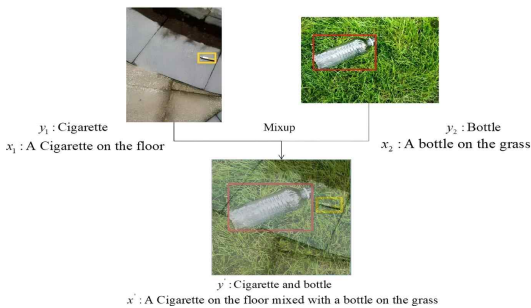 y₁ : Cigarette
x₁ : A Cigarette on the floor
Mixup
y₂ : Bottle
x₂ : A bottle on the grass
y' : Cigarette and bottle
x' : A Cigarette on the floor mixed with a bottle on the grass